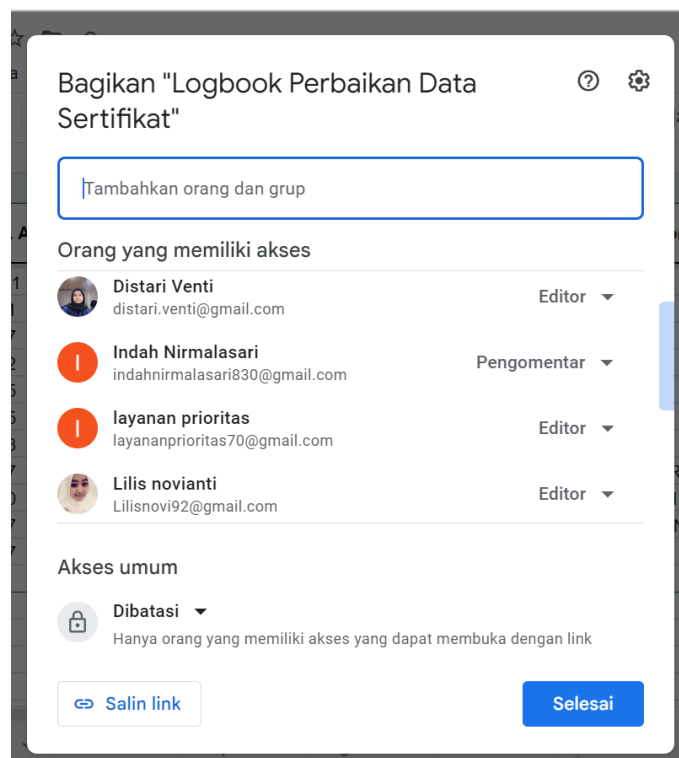 Bagikan "Logbook Perbaikan Data
Sertifikat"
Tambahkan orang dan grup
Orang yang memiliki akses
Distari Venti
distari.venti@gmail.com
Editor
I
Indah Nirmalasari
indahnirmalasari830@gmail.com
Pengomentar
l
layanan prioritas
layananprioritas70@gmail.com
Editor
Lilis novianti
Lilisnovi92@gmail.com
Editor
Akses umum
Dibatasi
Hanya orang yang memiliki akses yang dapat membuka dengan link
Salin link
Selesai